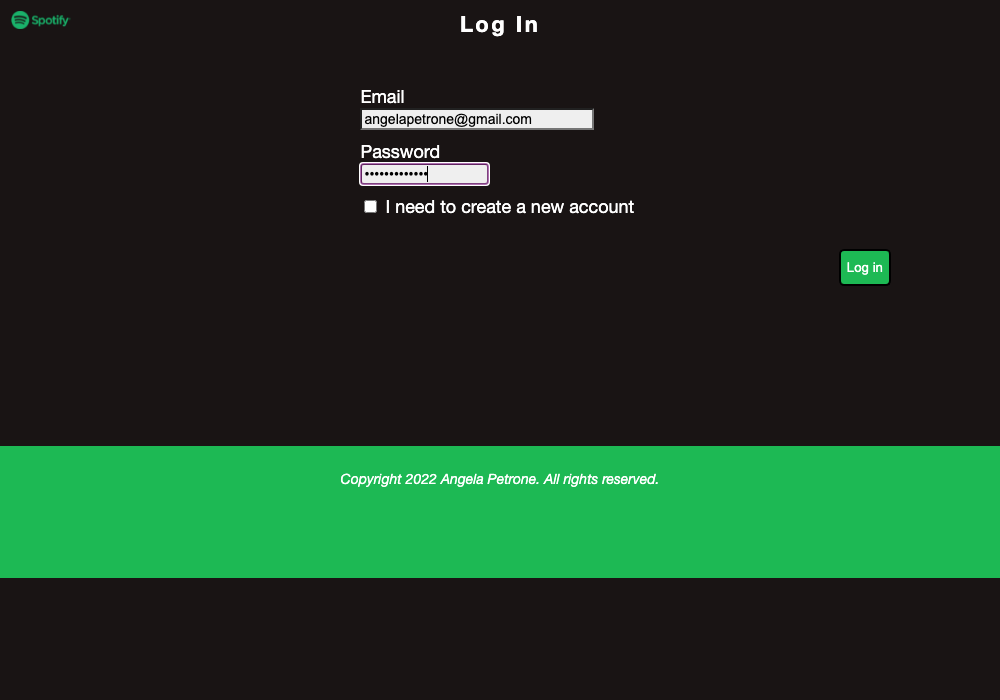 Spotify
Log In
Email
angelapetrone@gmail.com
Password
•••••••••••••
I need to create a new account
Log in
Copyright 2022 Angela Petrone. All rights reserved.